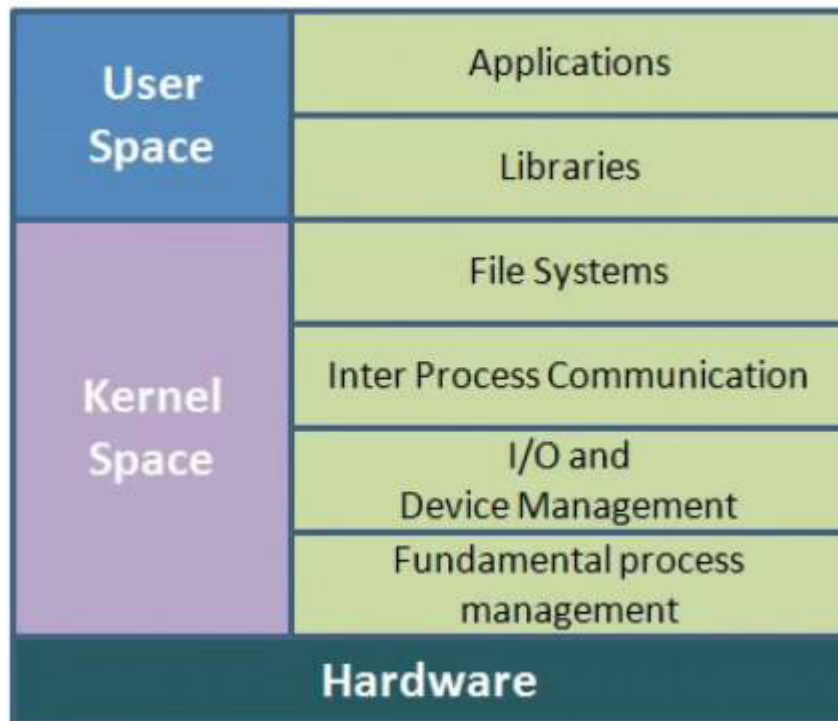 User
Space
Applications
Libraries
Kernel
Space
File Systems
Inter Process Communication
I/O and
Device Management
Fundamental process
management
Hardware